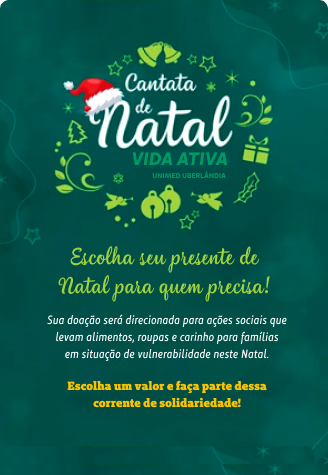 Cantata
de
Natal
VIDA ATIVA
UNIMED UBERLÂNDIA
Escolha seu presente de
Natal para quem precisa!
Sua doação será direcionada para ações sociais que
levam alimentos, roupas e carinho para famílias
em situação de vulnerabilidade neste Natal.
Escolha um valor e faça parte dessa
corrente de solidariedade!